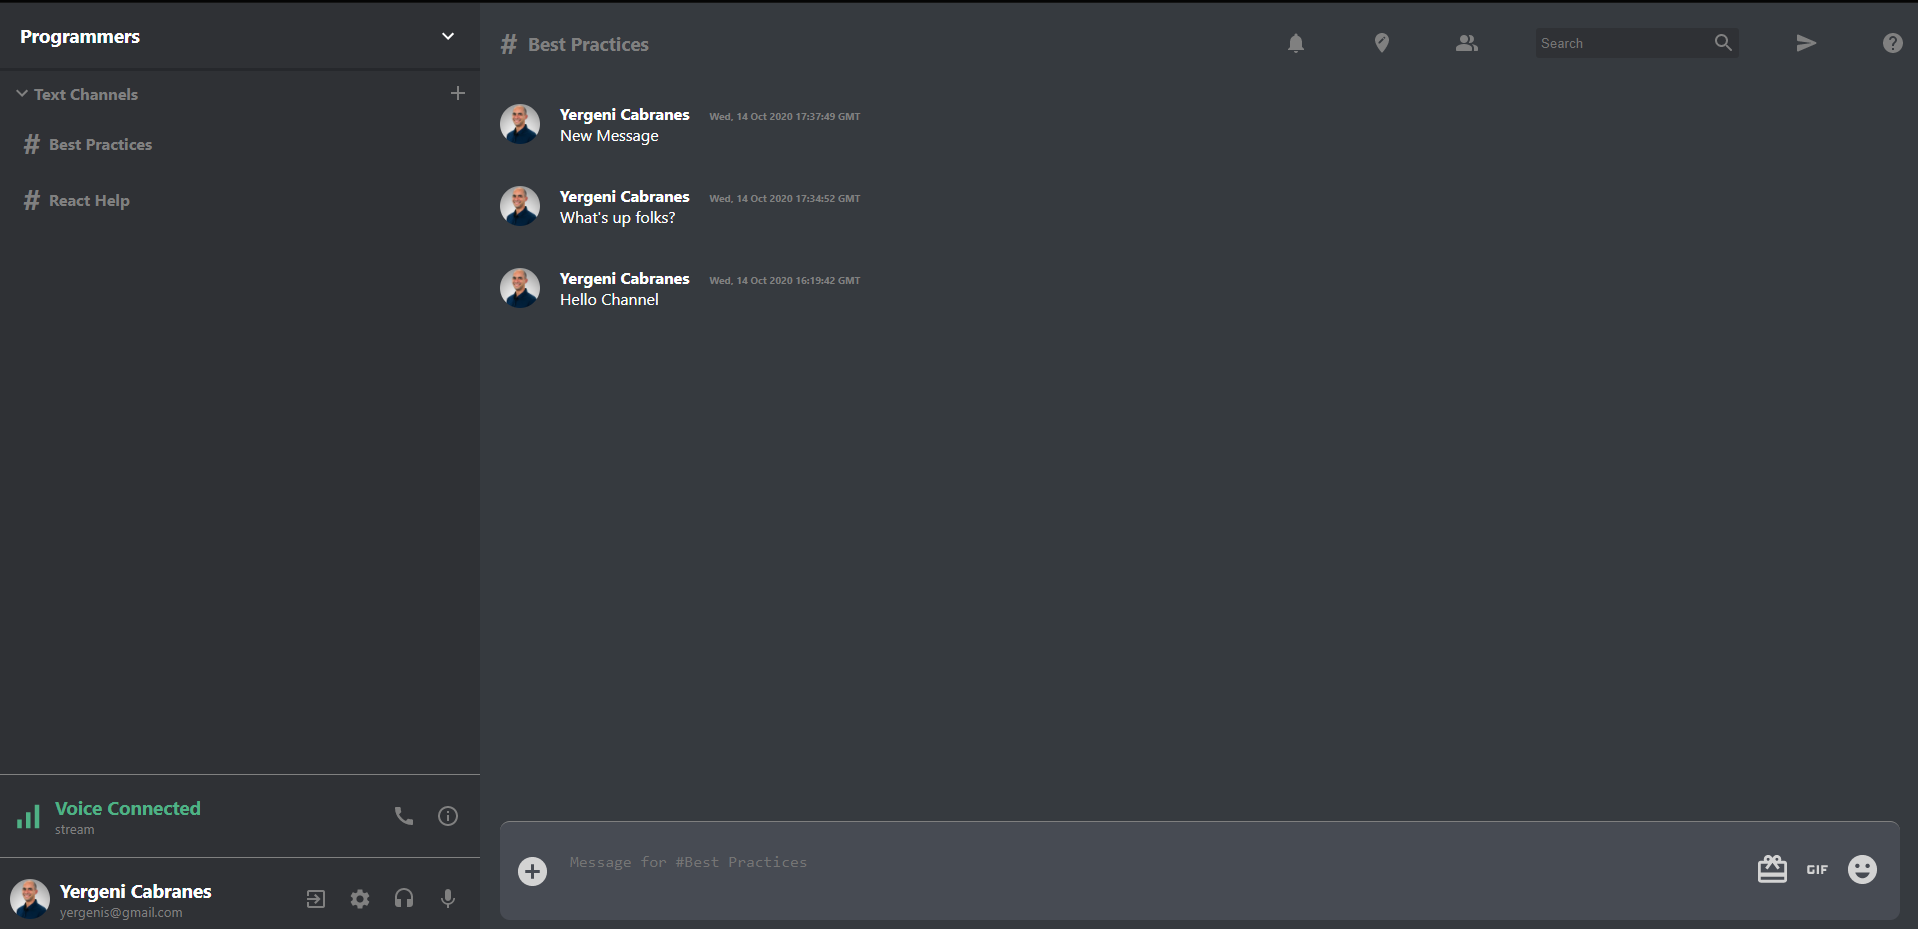 Programmers
Text Channels
# Best Practices
# React Help
Voice Connected
stream
Yergeni Cabranes
yergenis@gmail.com
# Best Practices
Search
Yergeni Cabranes Wed, 14 Oct 2020 17:37:49 GMT
New Message
Yergeni Cabranes Wed, 14 Oct 2020 17:34:52 GMT
What's up folks?
Yergeni Cabranes Wed, 14 Oct 2020 16:19:42 GMT
Hello Channel
Message for #Best Practices
GIF